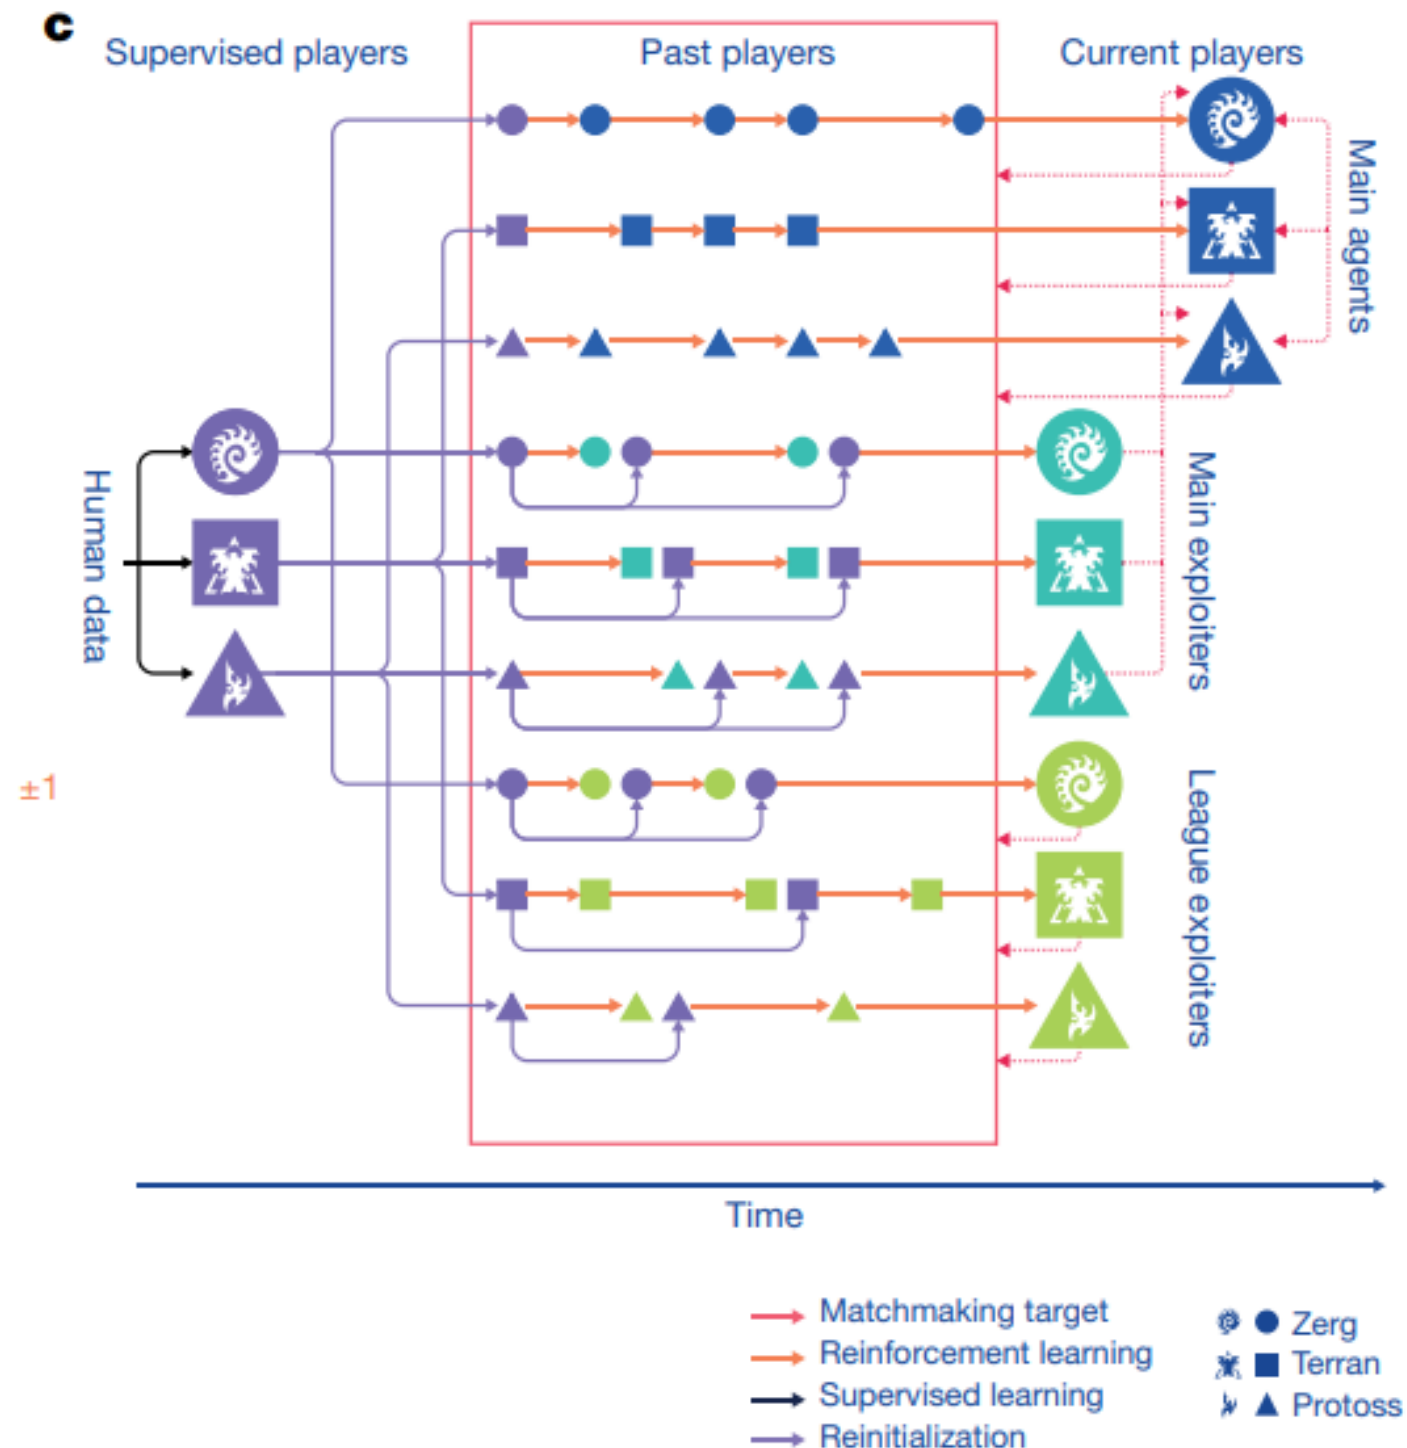 c
Supervised players
Past players
Current players
Main agents
Human data
Main exploiters
±1
League exploiters
Time
Matchmaking target
Reinforcement learning
Supervised learning
Reinitialization
Zerg
Terran
Protoss